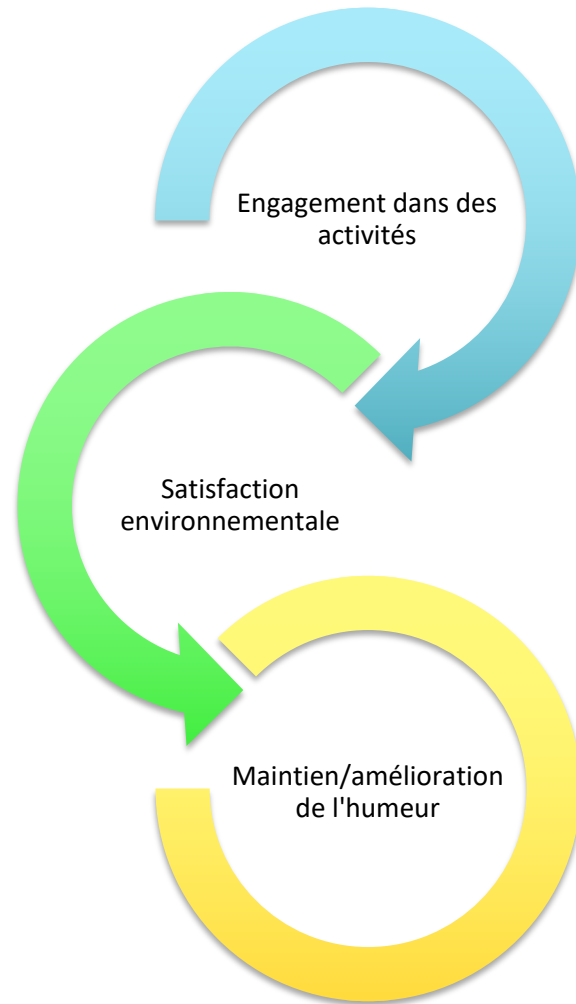 Engagement dans des
activités
Satisfaction
environnementale
Maintien/amélioration
de l'humeur